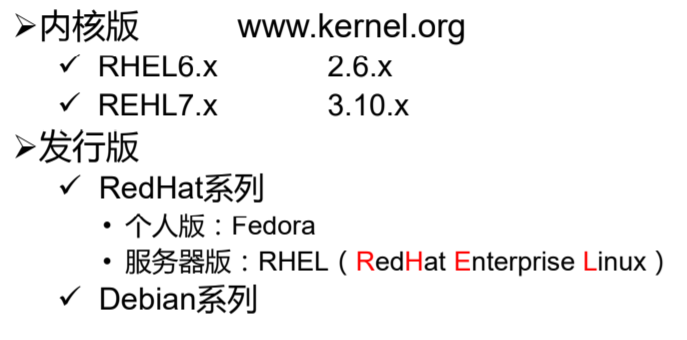 ➢内核版 www.kernel.org
✓ RHEL6.x 2.6.x
✓ REHL7.x 3.10.x
➢发行版
✓ RedHat系列
• 个人版：Fedora
• 服务器版：RHEL（RedHat Enterprise Linux）
✓ Debian系列